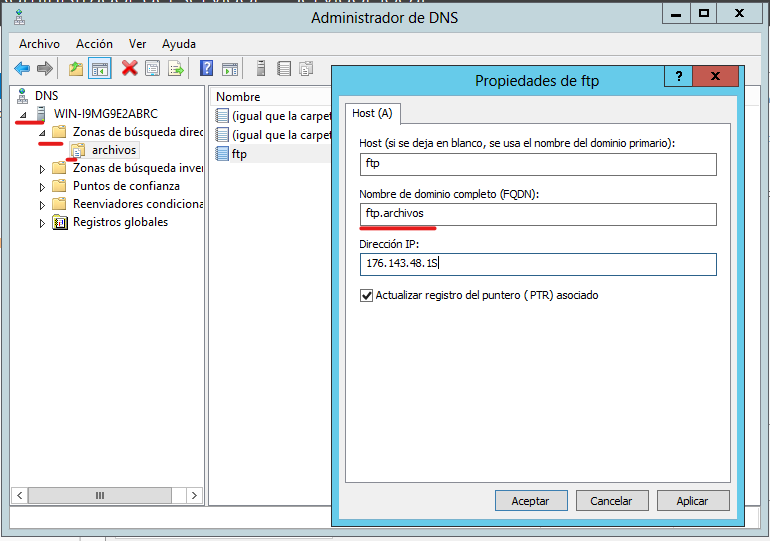 Administrador de DNS
Archivo Acción Ver Ayuda
DNS
WIN-I9MG9E2ABRC
Zonas de búsqueda direc
archivos
Zonas de búsqueda inver
Puntos de confianza
Reenviadores condiciona
Registros globales
Nombre
(igual que la carpet
(igual que la carpet
ftp
Propiedades de ftp
Host (A)
Host (si se deja en blanco, se usa el nombre del dominio primario):
ftp
Nombre de dominio completo (FQDN):
ftp.archivos
Dirección IP:
176.143.48.1S
Actualizar registro del puntero (PTR) asociado
Aceptar Cancelar Aplicar